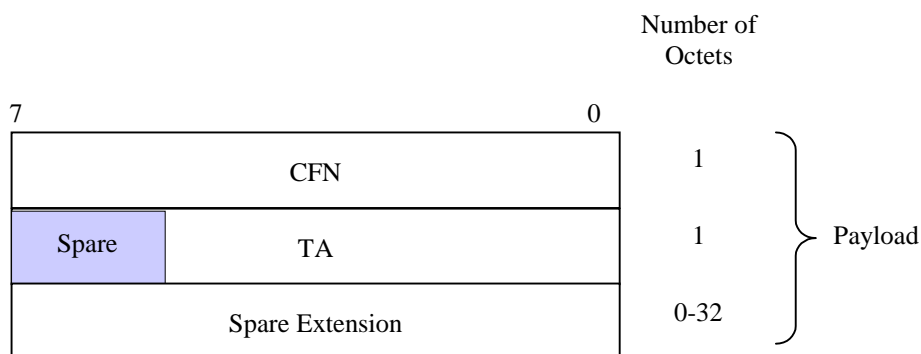 Number of
Octets
7 0
CFN 1
Spare TA 1
Payload
Spare Extension 0-32